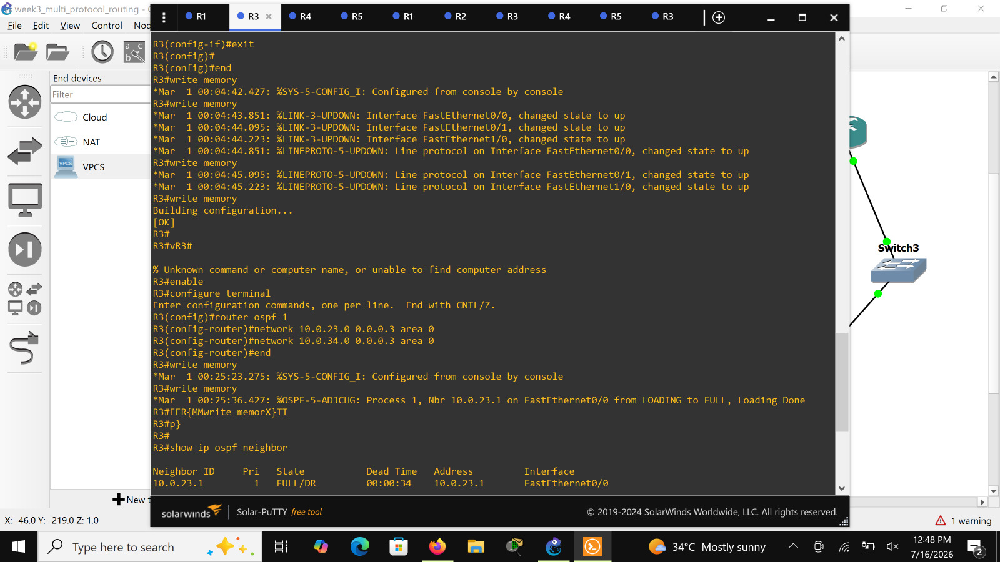 week3_multi_protocol_routing - G
File Edit View Control Nod
R1 R3 R4 R5 R1 R2 R3 R4 R5 R3
a c
b
End devices
Filter
Cloud
NAT
VPCS
VPCS
R3(config-if)#exit
R3(config)#
R3(config)#end
R3#write memory
*Mar  1 00:04:42.427: %SYS-5-CONFIG_I: Configured from console by console
R3#write memory
*Mar  1 00:04:43.851: %LINK-3-UPDOWN: Interface FastEthernet0/0, changed state to up
*Mar  1 00:04:44.095: %LINK-3-UPDOWN: Interface FastEthernet0/1, changed state to up
*Mar  1 00:04:44.223: %LINK-3-UPDOWN: Interface FastEthernet1/0, changed state to up
*Mar  1 00:04:44.851: %LINEPROTO-5-UPDOWN: Line protocol on Interface FastEthernet0/0, changed state to up
R3#write memory
*Mar  1 00:04:45.095: %LINEPROTO-5-UPDOWN: Line protocol on Interface FastEthernet0/1, changed state to up
*Mar  1 00:04:45.223: %LINEPROTO-5-UPDOWN: Line protocol on Interface FastEthernet1/0, changed state to up
R3#write memory
Building configuration...
[OK]
R3#
R3#vR3#
% Unknown command or computer name, or unable to find computer address
R3#enable
R3#configure terminal
Enter configuration commands, one per line.  End with CNTL/Z.
R3(config)#router ospf 1
R3(config-router)#network 10.0.23.0 0.0.0.3 area 0
R3(config-router)#network 10.0.34.0 0.0.0.3 area 0
R3(config-router)#end
R3#write memory
*Mar  1 00:25:23.275: %SYS-5-CONFIG_I: Configured from console by console
R3#write memory
*Mar  1 00:25:36.427: %OSPF-5-ADJCHG: Process 1, Nbr 10.0.23.1 on FastEthernet0/0 from LOADING to FULL, Loading Done
R3#EER{MMwrite memorX}TT
R3#p}
R3#
R3#show ip ospf neighbor
Neighbor ID     Pri   State           Dead Time   Address         Interface
10.0.23.1         1   FULL/DR         00:00:34    10.0.23.1       FastEthernet0/0
Switch3
New t
solarwinds Solar-PuTTY free tool © 2019-2024 SolarWinds Worldwide, LLC. All rights reserved.
X: -46.0 Y: -219.0 Z: 1.0
1 warning
Type here to search
34°C Mostly sunny
12:48 PM
7/16/2026
2